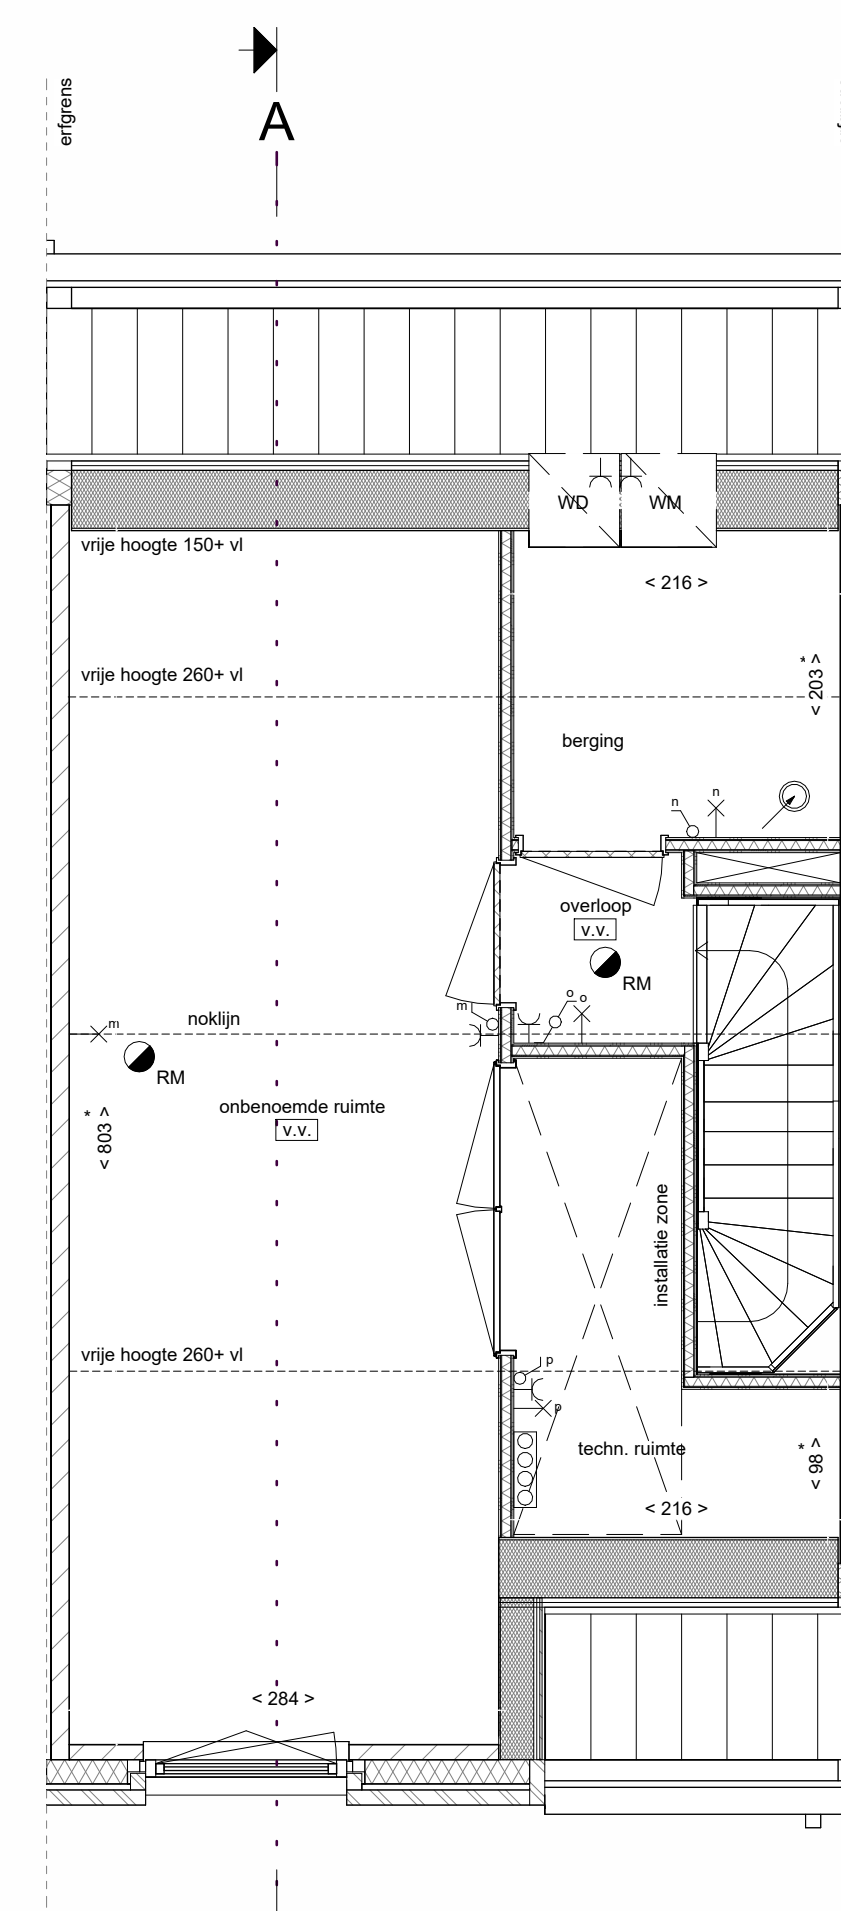 erfgrens
A
WD
WM
vrije hoogte 150+ vl
< 216 >
vrije hoogte 260+ vl
< 203 >
*
berging
n
n
overloop
v.v.
RM
m
o
o
m
noklijn
RM
onbenoemde ruimte
v.v.
< 803 >
*
installatie zone
vrije hoogte 260+ vl
p
p
techn. ruimte
< 98 >
*
< 216 >
< 284 >